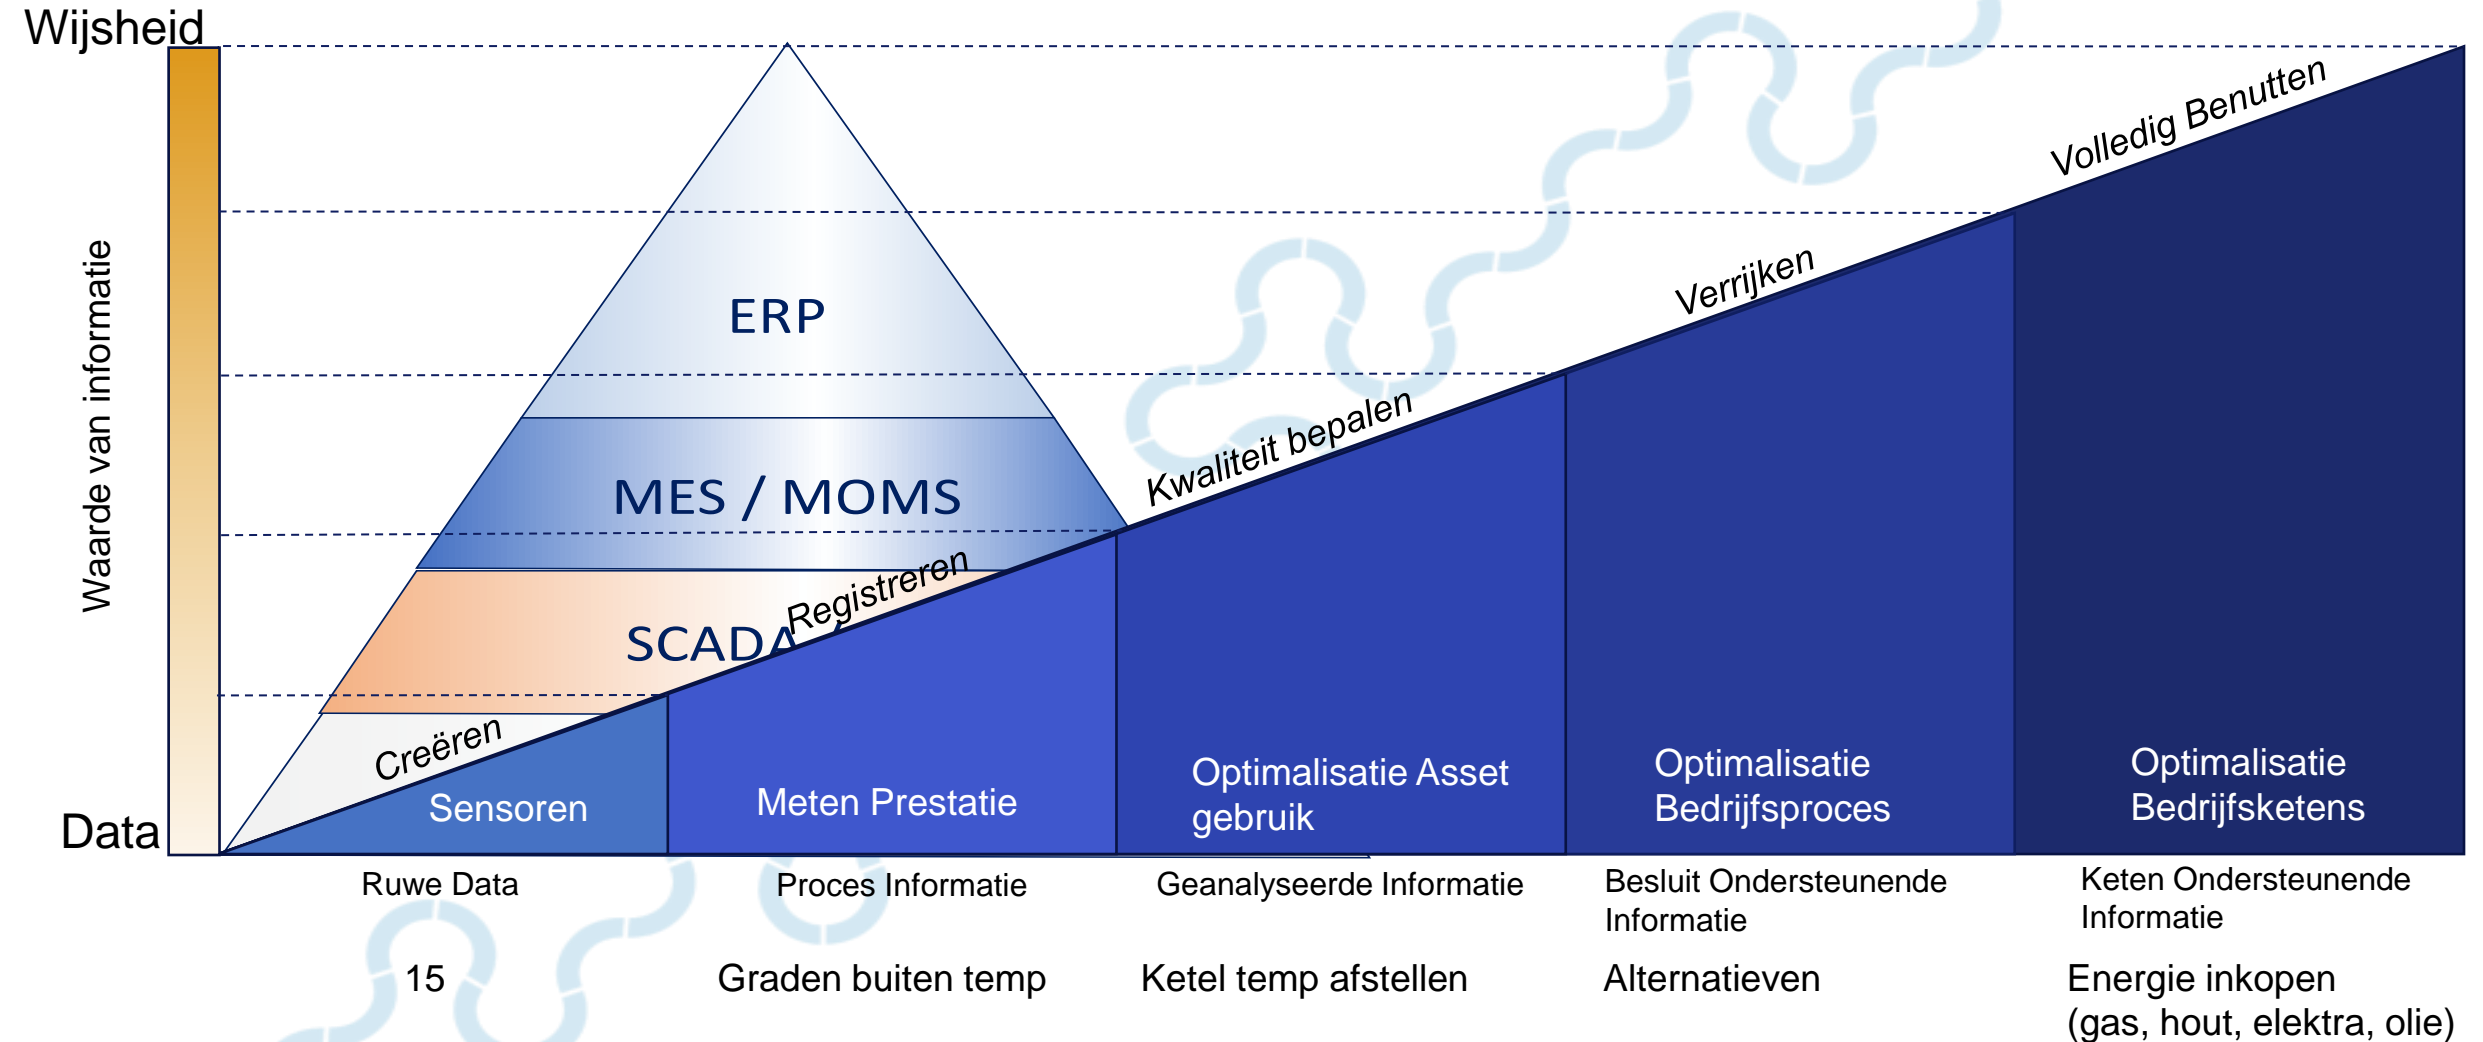 Wijsheid
Waarde van informatie
Data
ERP
MES / MOMS
SCADA
Creëren
Registreren
Kwaliteit bepalen
Verrijken
Volledig Benutten
Sensoren
Meten Prestatie
Optimalisatie Asset
gebruik
Optimalisatie
Bedrijfsproces
Optimalisatie
Bedrijfsketens
Ruwe Data
Proces Informatie
Geanalyseerde Informatie
Besluit Ondersteunende
Informatie
Keten Ondersteunende
Informatie
15
Graden buiten temp
Ketel temp afstellen
Alternatieven
Energie inkopen
(gas, hout, elektra, olie)